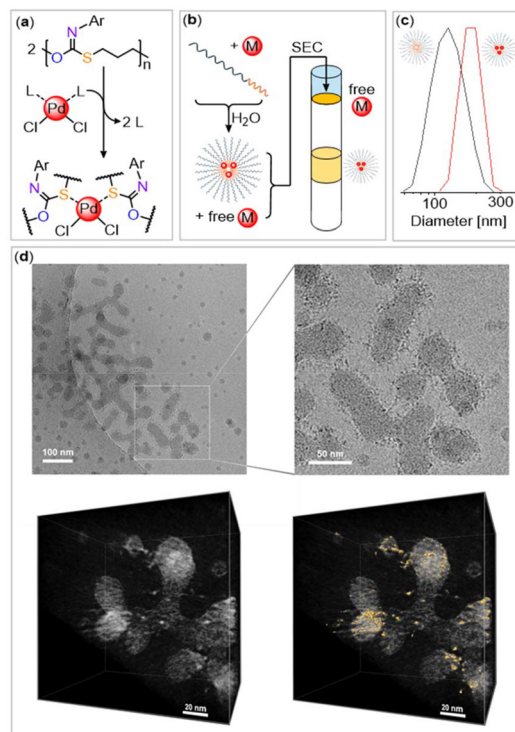 (a)
N
Ar
2
O
S
n
L
L
Pd
Cl
Cl
2 L
Ar
Ar
N
S
S
N
O
Pd
O
Cl
Cl
(b)
+ M
SEC
H2O
free
M
+ free M
(c)
100
300
Diameter [nm]
(d)
100 nm
50 nm
20 nm
20 nm